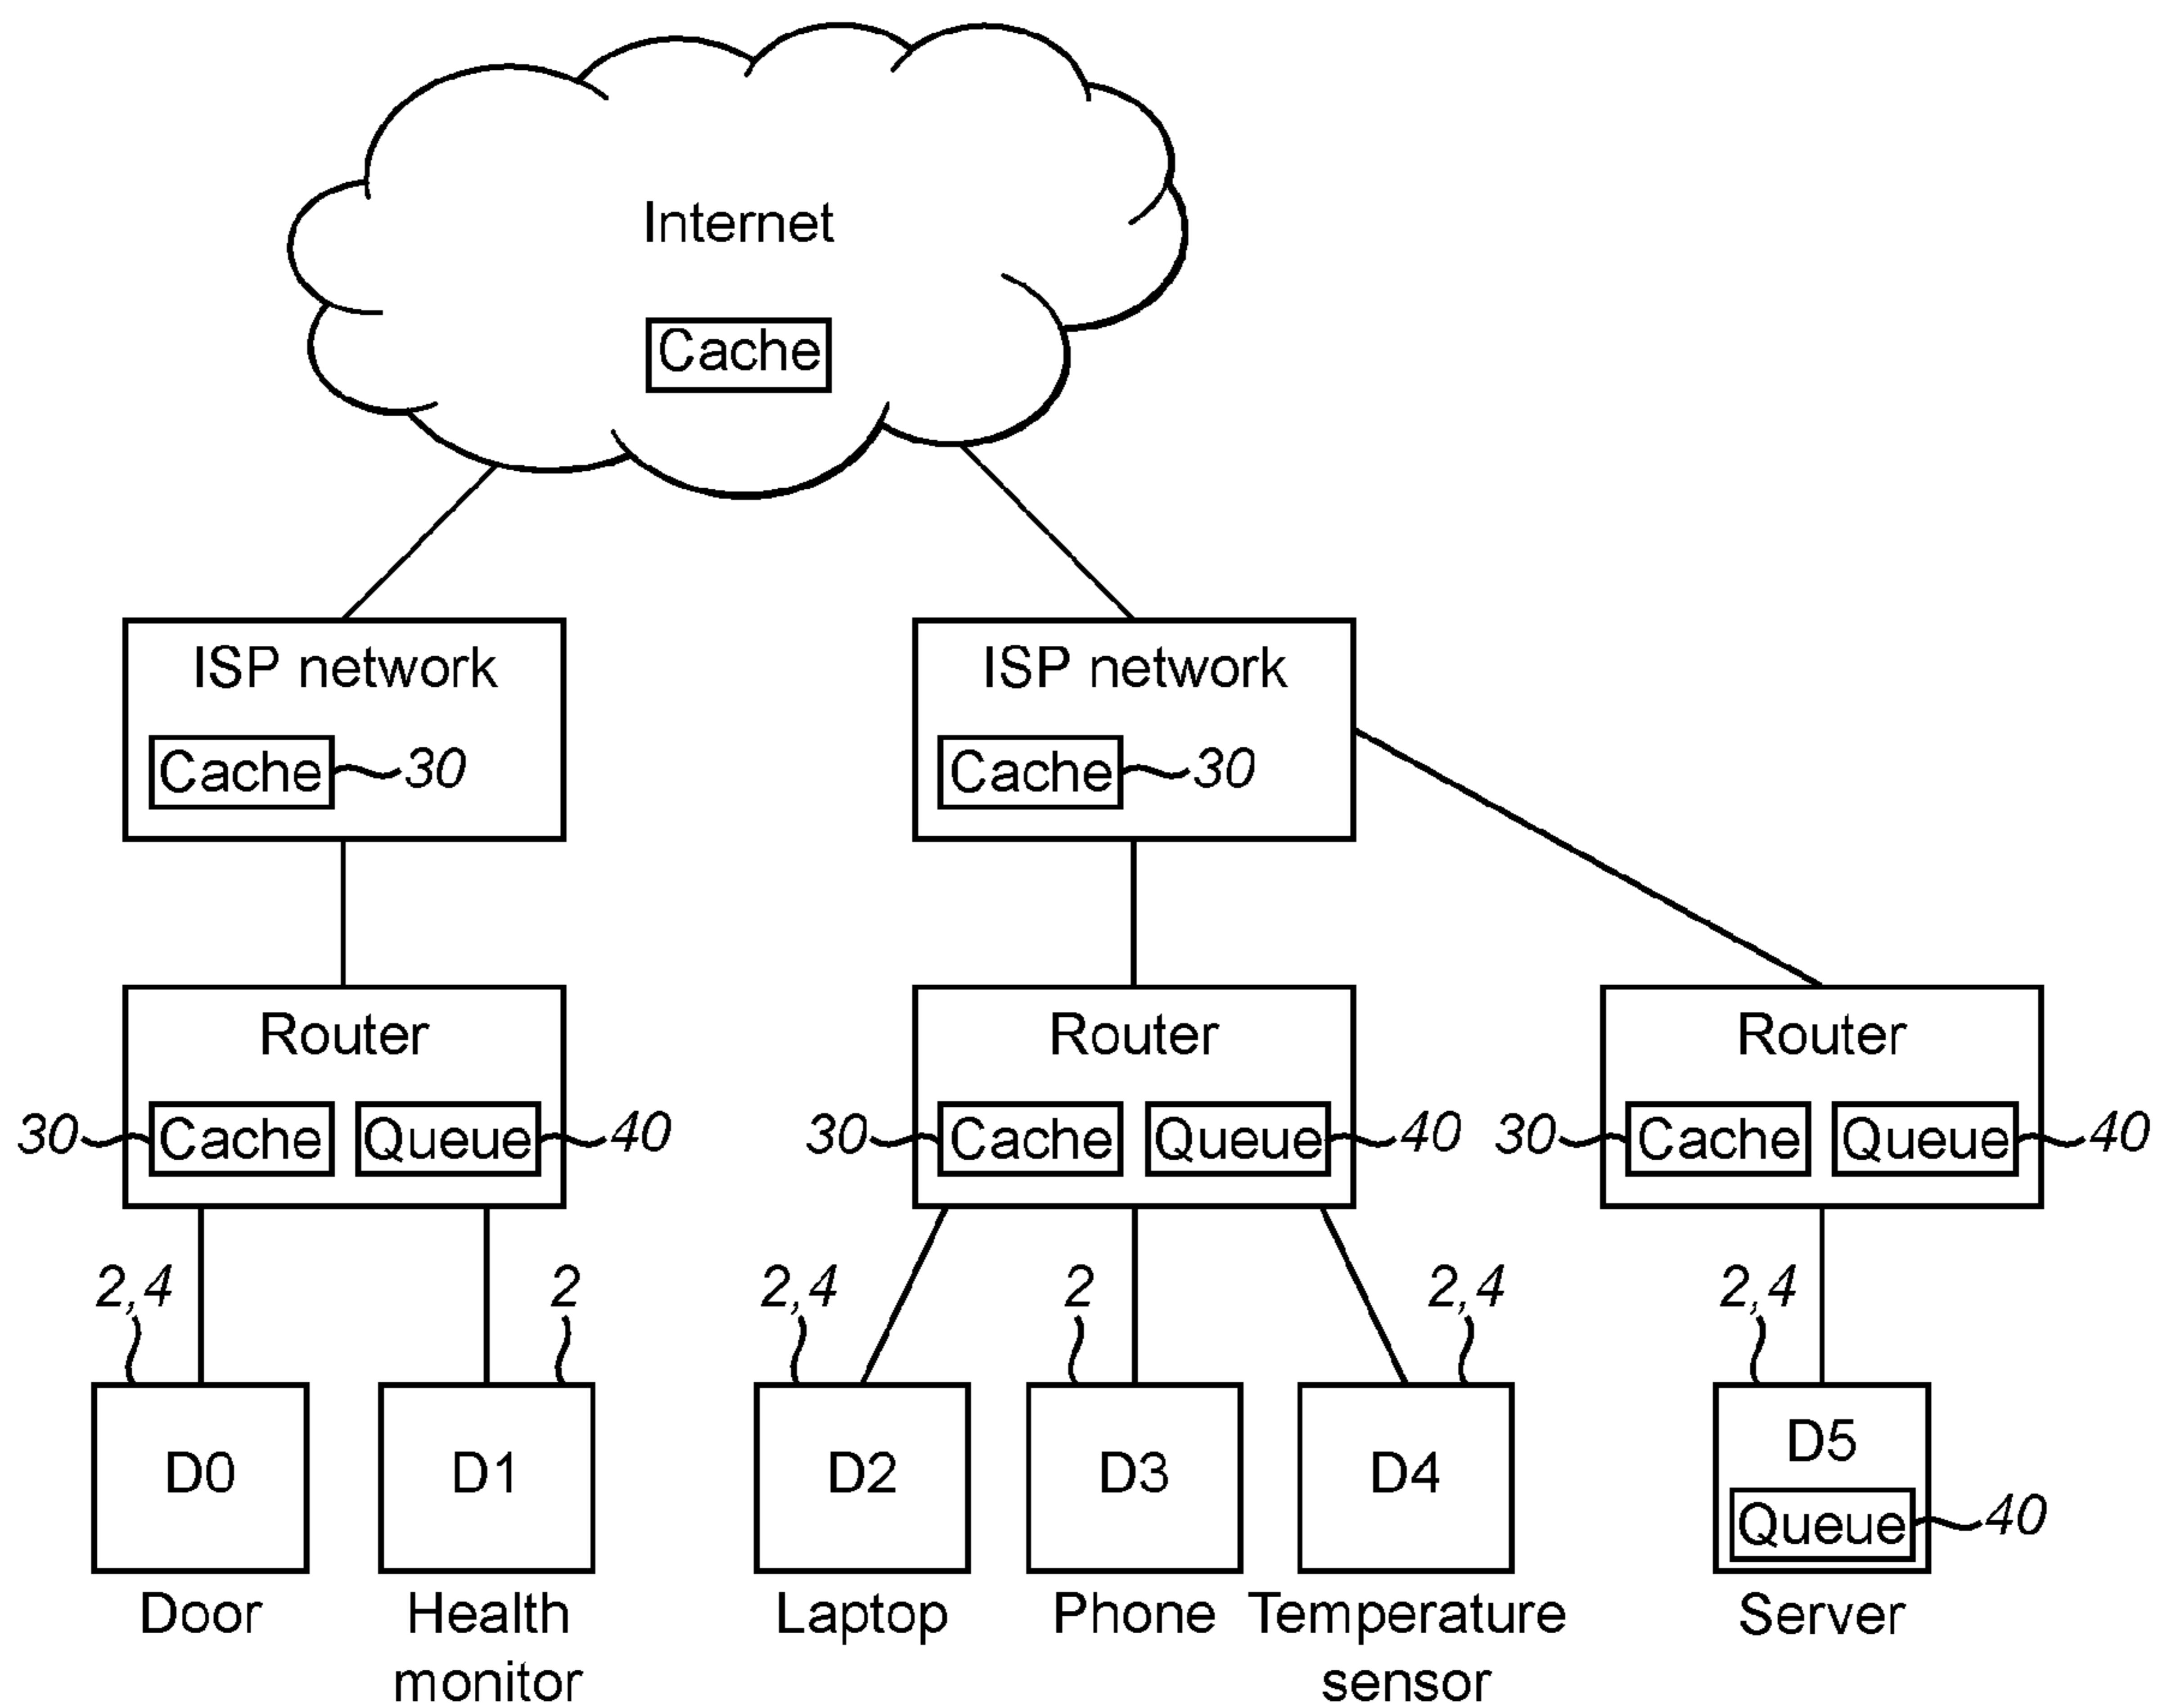 Internet
Cache
ISP network
ISP network
Cache 30
Cache 30
Router
Router
Router
30 Cache Queue 40
30 Cache Queue 40
30 Cache Queue 40
2,4
2
2,4
2
2,4
2,4
D0
D1
D2
D3
D4
D5
Queue 40
Door
Health
monitor
Laptop
Phone
Temperature
sensor
Server